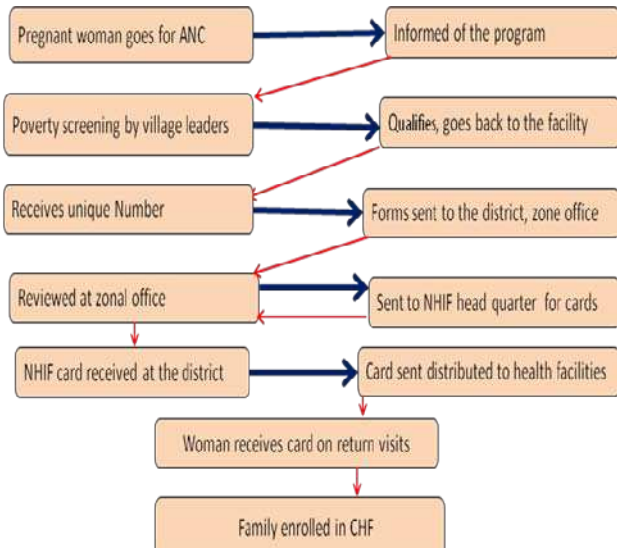 Pregnant woman goes for ANC
Informed of the program
Poverty screening by village leaders
Qualifies, goes back to the facility
Receives unique Number
Forms sent to the district, zone office
Reviewed at zonal office
Sent to NHIF head quarter for cards
NHIF card received at the district
Card sent distributed to health facilities
Woman receives card on return visits
Family enrolled in CHF